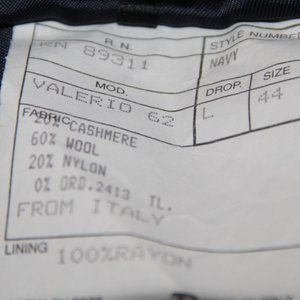 R. N. STYLE NUMBER
RN 89311 NAVY
MOD. DROP. SIZE
VALERIO 62 L 44
FABRIC 20% CASHMERE
60% WOOL
20% NYLON
0% ORD.2413 TL.
FROM ITALY
LINING 100%RAYON